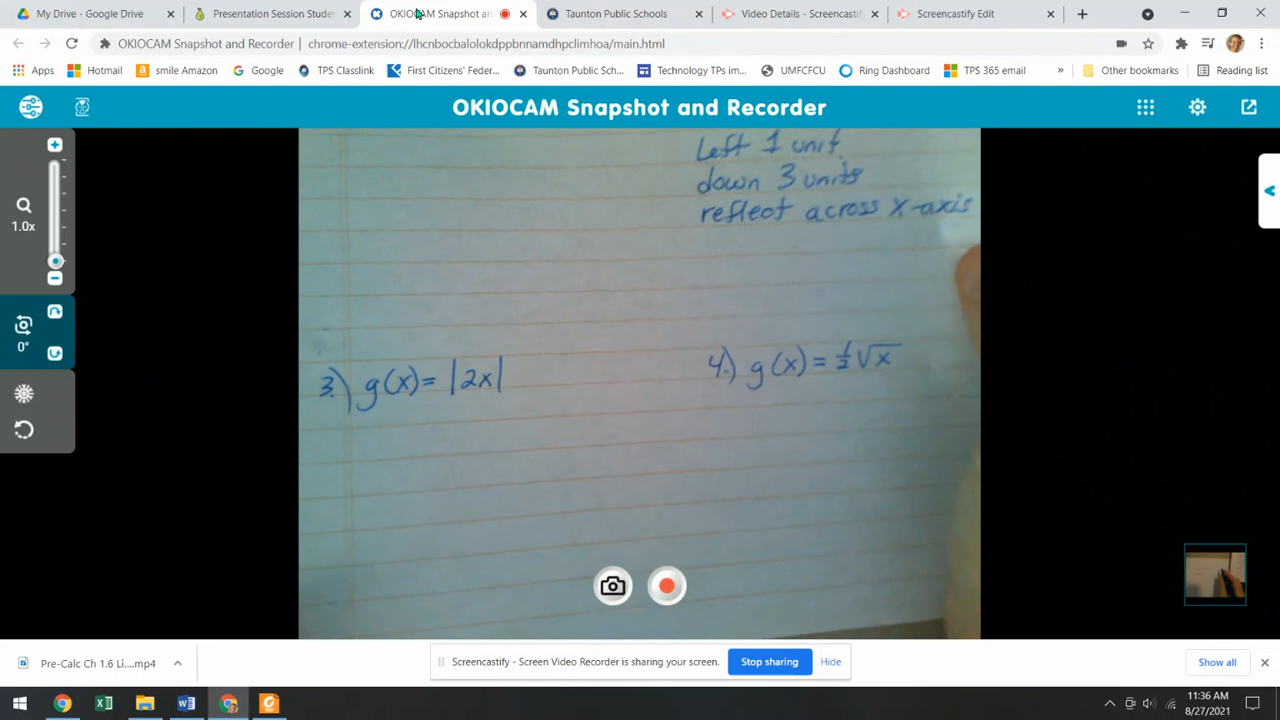 My Drive - Google Drive
Presentation Session Studen
OKIOCAM Snapshot an
Taunton Public Schools
Video Details - Screencastif
Screencastify Edit
OKIOCAM Snapshot and Recorder
Apps
Hotmail
smile Amazon
Google
TPS Classlink
First Citizens' Feder...
Taunton Public Sch...
Technology TPs im...
UMFCFCU
Ring Dashboard
TPS 365 email
»
Other bookmarks
Reading list
OKIOCAM Snapshot and Recorder
1.0x
0°
Left 1 unit
down 3 units
reflect across x-axis
3.) g(x) = |2x|
4.) g(x) = ½√x
Pre-Calc Ch 1.6 Li....mp4
Screencastify - Screen Video Recorder is sharing your screen.
Stop sharing
Hide
Show all
11:36 AM
8/27/2021